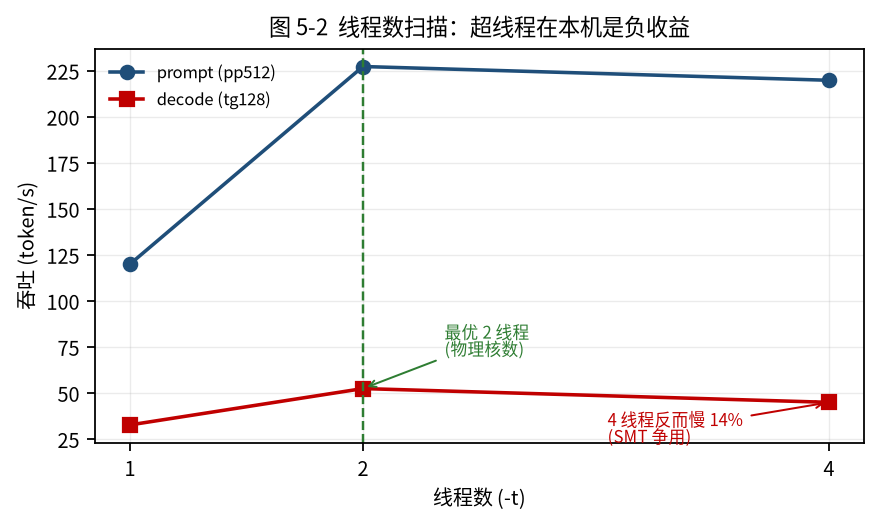 图 5-2 线程数扫描：超线程在本机是负收益
prompt (pp512)
decode (tg128)
225
200
175
150
125
100
75
50
25
吞吐 (token/s)
最优 2 线程
(物理核数)
4 线程反而慢 14%
(SMT 争用)
1
2
4
线程数 (-t)